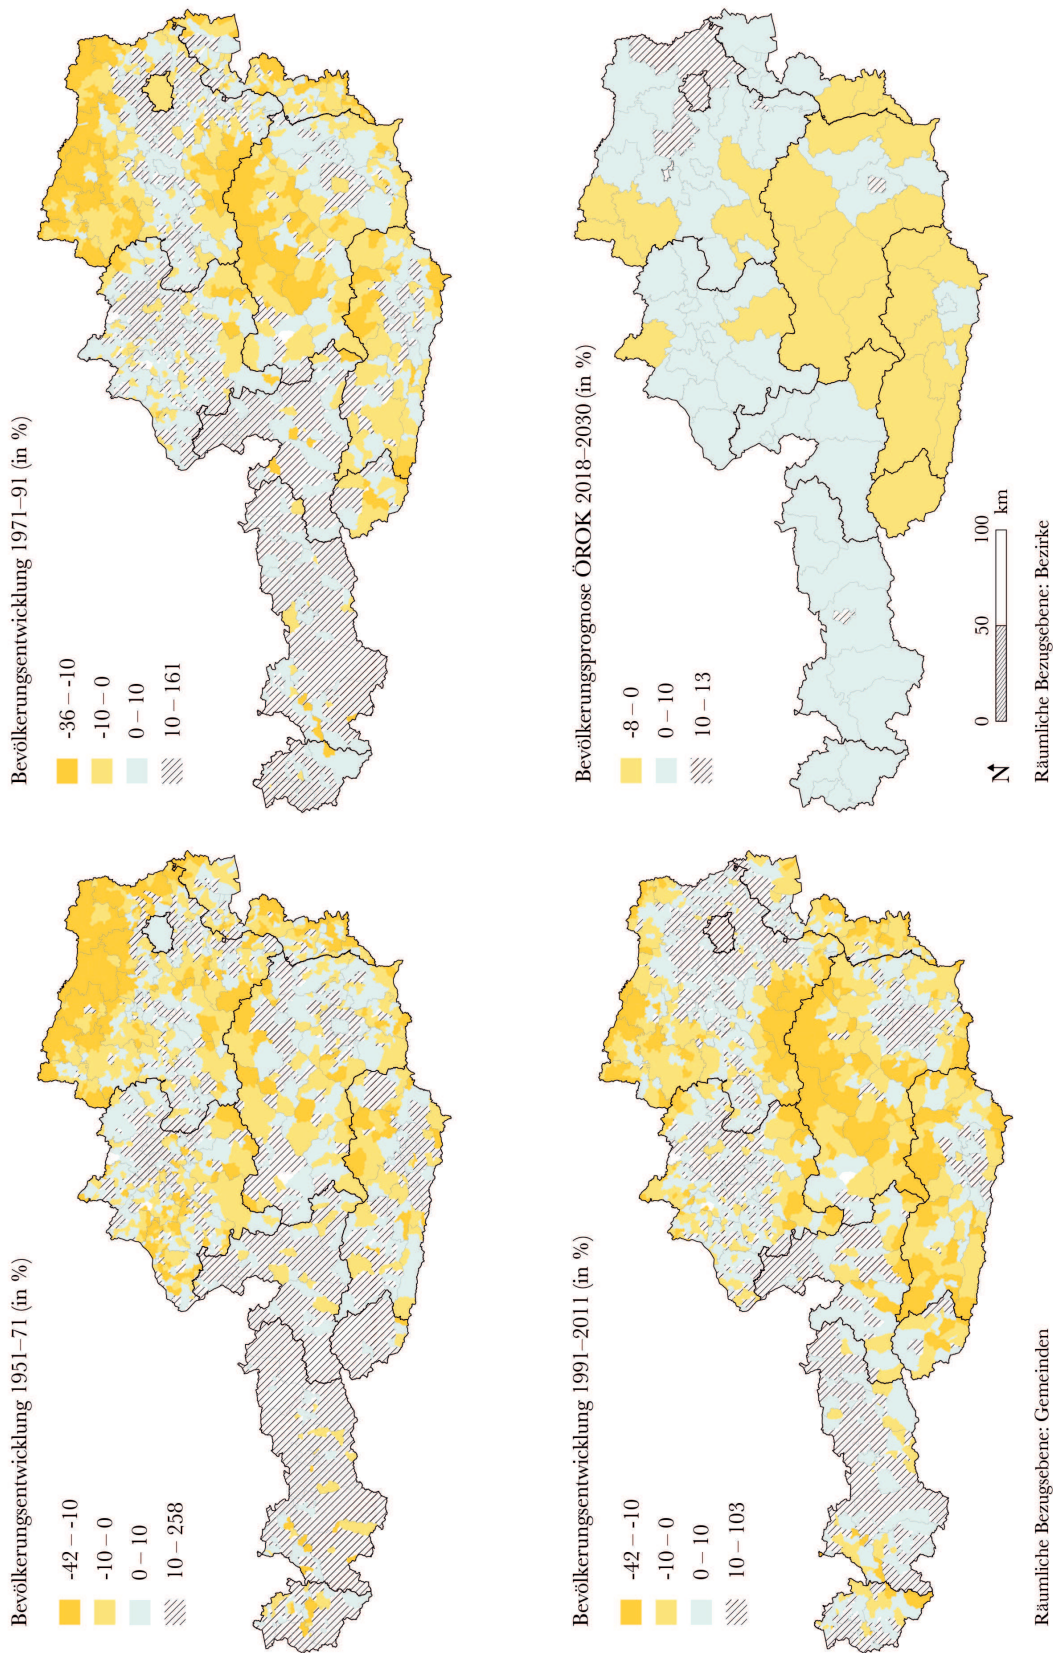 Bevölkerungsentwicklung 1951–71 (in %)
-42 – -10
-10 – 0
0 – 10
10 – 258
Bevölkerungsentwicklung 1971–91 (in %)
-36 – -10
-10 – 0
0 – 10
10 – 161
Bevölkerungsentwicklung 1991–2011 (in %)
-42 – -10
-10 – 0
0 – 10
10 – 103
Räumliche Bezugsebene: Gemeinden
Bevölkerungsprognose ÖROK 2018–2030 (in %)
-8 – 0
0 – 10
10 – 13
N
0 50 100
km
Räumliche Bezugsebene: Bezirke